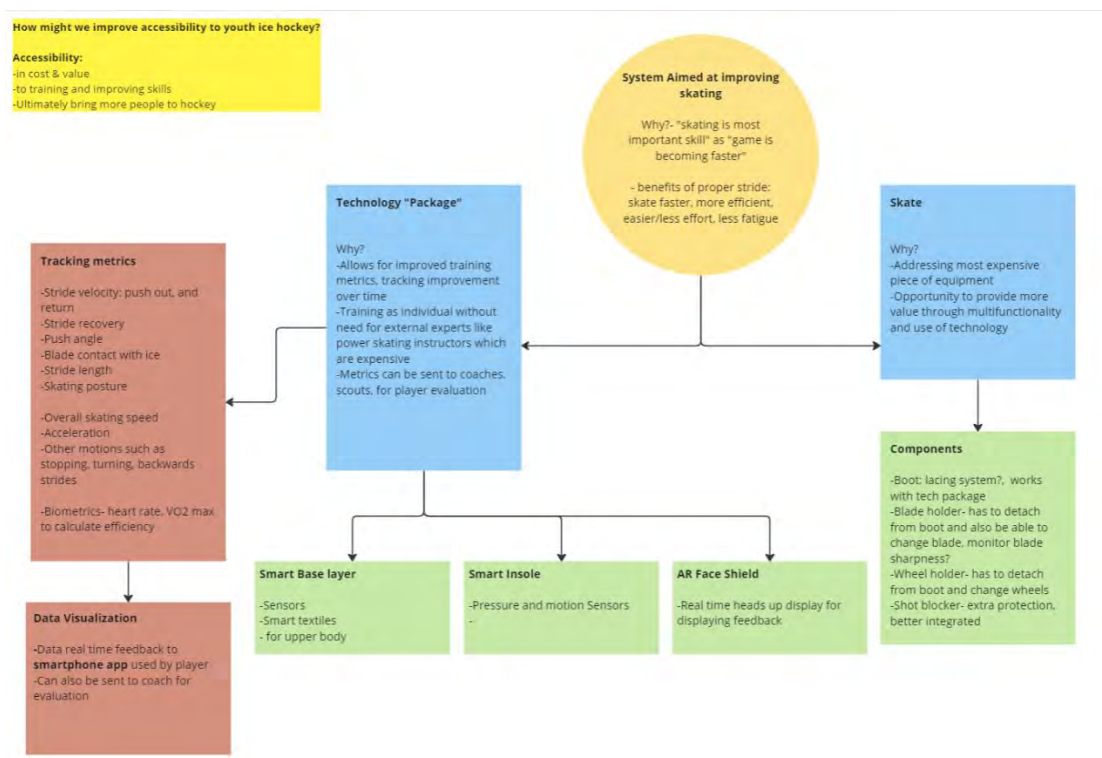 How might we improve accessibility to youth ice hockey?
Accessibility:
-in cost & value
-to training and improving skills
-Ultimately bring more people to hockey
System Aimed at improving
skating
Why?- "skating is most
important skill" as "game is
becoming faster"
- benefits of proper stride:
skate faster, more efficient,
easier/less effort, less fatigue
Technology "Package"
Why?
-Allows for improved training
metrics, tracking improvement
over time
-Training as individual without
need for external experts like
power skating instructors which
are expensive
-Metrics can be sent to coaches,
scouts, for player evaluation
Skate
Why?
-Addressing most expensive
piece of equipment
-Opportunity to provide more
value through multifunctionality
and use of technology
Tracking metrics
-Stride velocity: push out, and
return
-Stride recovery
-Push angle
-Blade contact with ice
-Stride length
-Skating posture
-Overall skating speed
-Acceleration
-Other motions such as
stopping, turning, backwards
strides
-Biometrics- heart rate, VO2 max
to calculate efficiency
Components
-Boot: lacing system?, works
with tech package
-Blade holder- has to detach
from boot and also be able to
change blade, monitor blade
sharpness?
-Wheel holder- has to detach
from boot and change wheels
-Shot blocker- extra protection,
better integrated
Smart Base layer
-Sensors
-Smart textiles
- for upper body
Smart Insole
-Pressure and motion Sensors
-
AR Face Shield
-Real time heads up display for
displaying feedback
Data Visualization
-Data real time feedback to
smartphone app used by player
-Can also be sent to coach for
evaluation